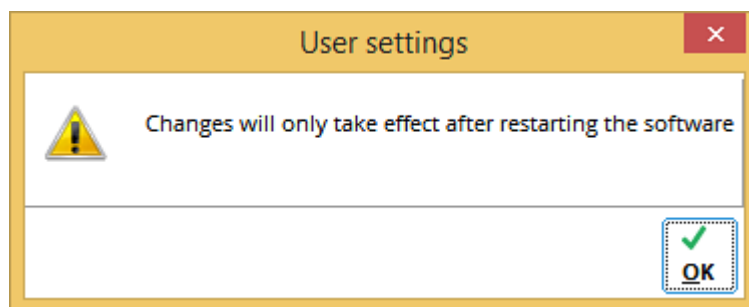 User settings
Changes will only take effect after restarting the software
OK